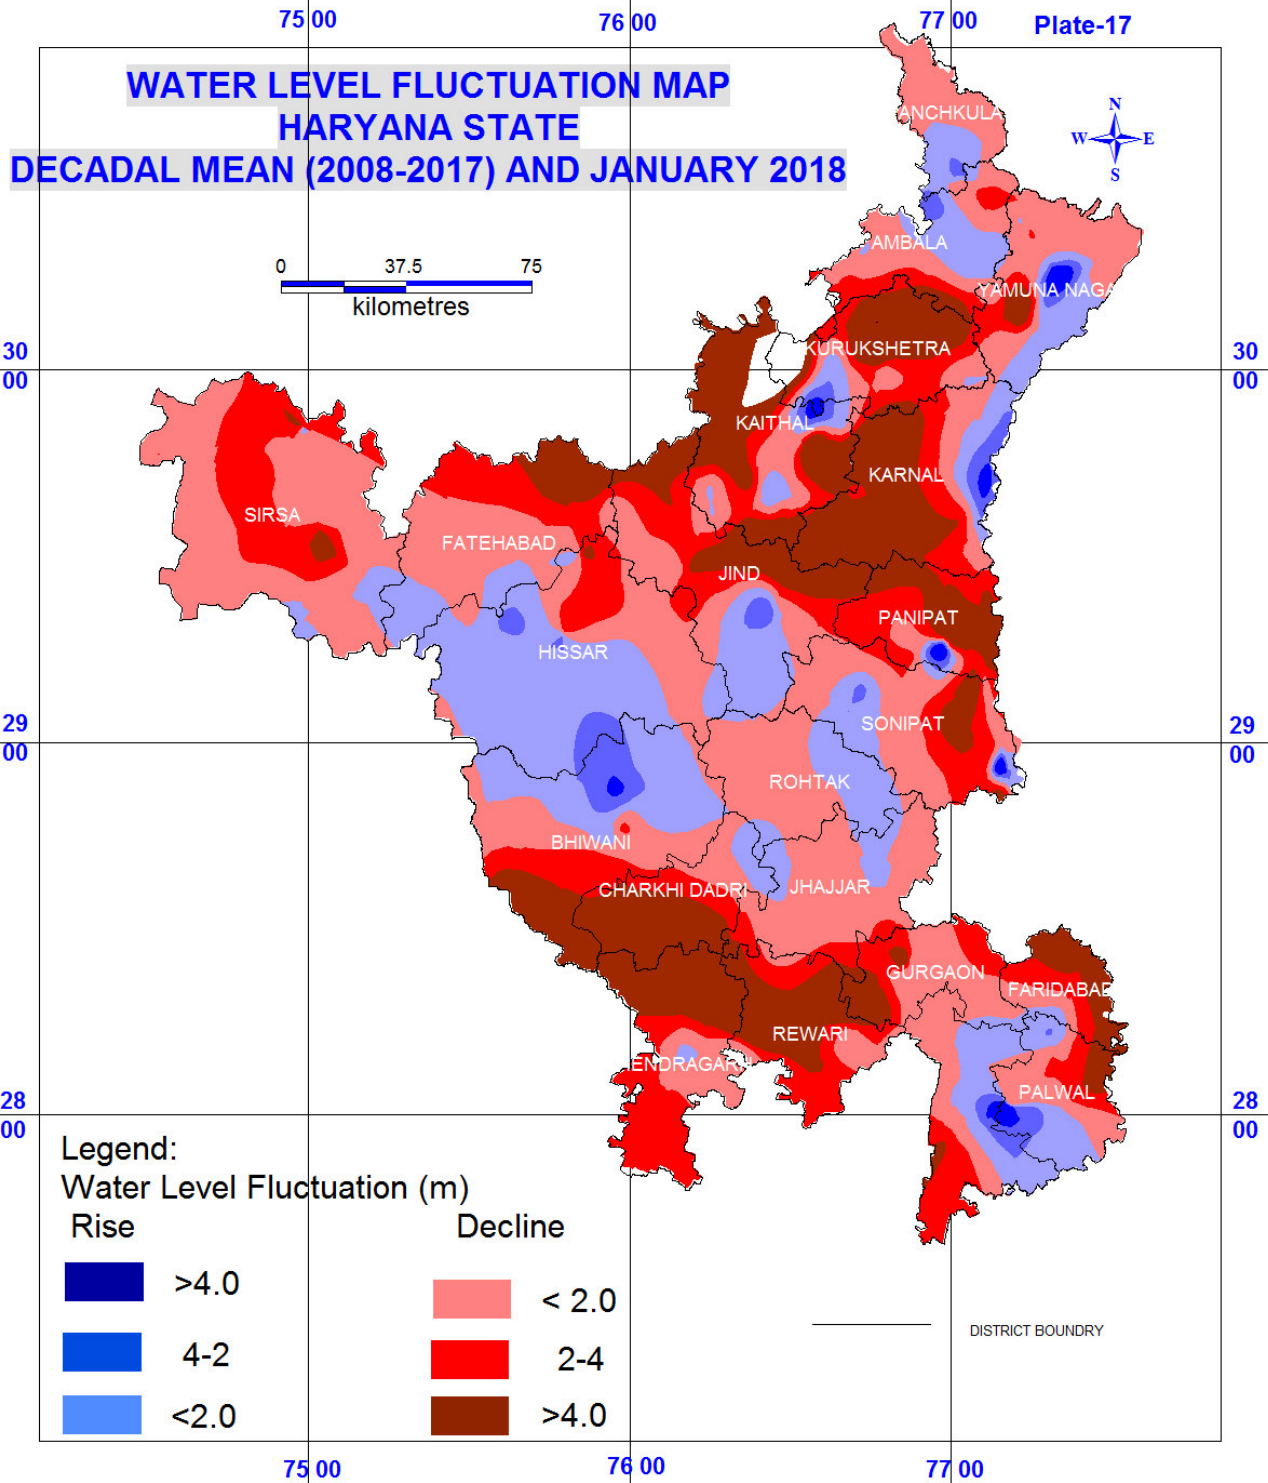 75 00
76 00
77 00
Plate-17
WATER LEVEL FLUCTUATION MAP
HARYANA STATE
DECADAL MEAN (2008-2017) AND JANUARY 2018
N
W E
S
0 37.5 75
kilometres
ANCHKULA
AMBALA
YAMUNA NAGA
KURUKSHETRA
30
00
30
00
KAITHAL
KARNAL
SIRSA
FATEHABAD
JIND
PANIPAT
HISSAR
SONIPAT
29
00
29
00
ROHTAK
BHIWANI
CHARKHI DADRI
JHAJJAR
GURGAON
FARIDABAD
REWARI
ENDRAGARH
PALWAL
28
00
28
00
Legend:
Water Level Fluctuation (m)
Rise Decline
>4.0
< 2.0
4-2
2-4
<2.0
>4.0
DISTRICT BOUNDRY
75 00
76 00
77 00